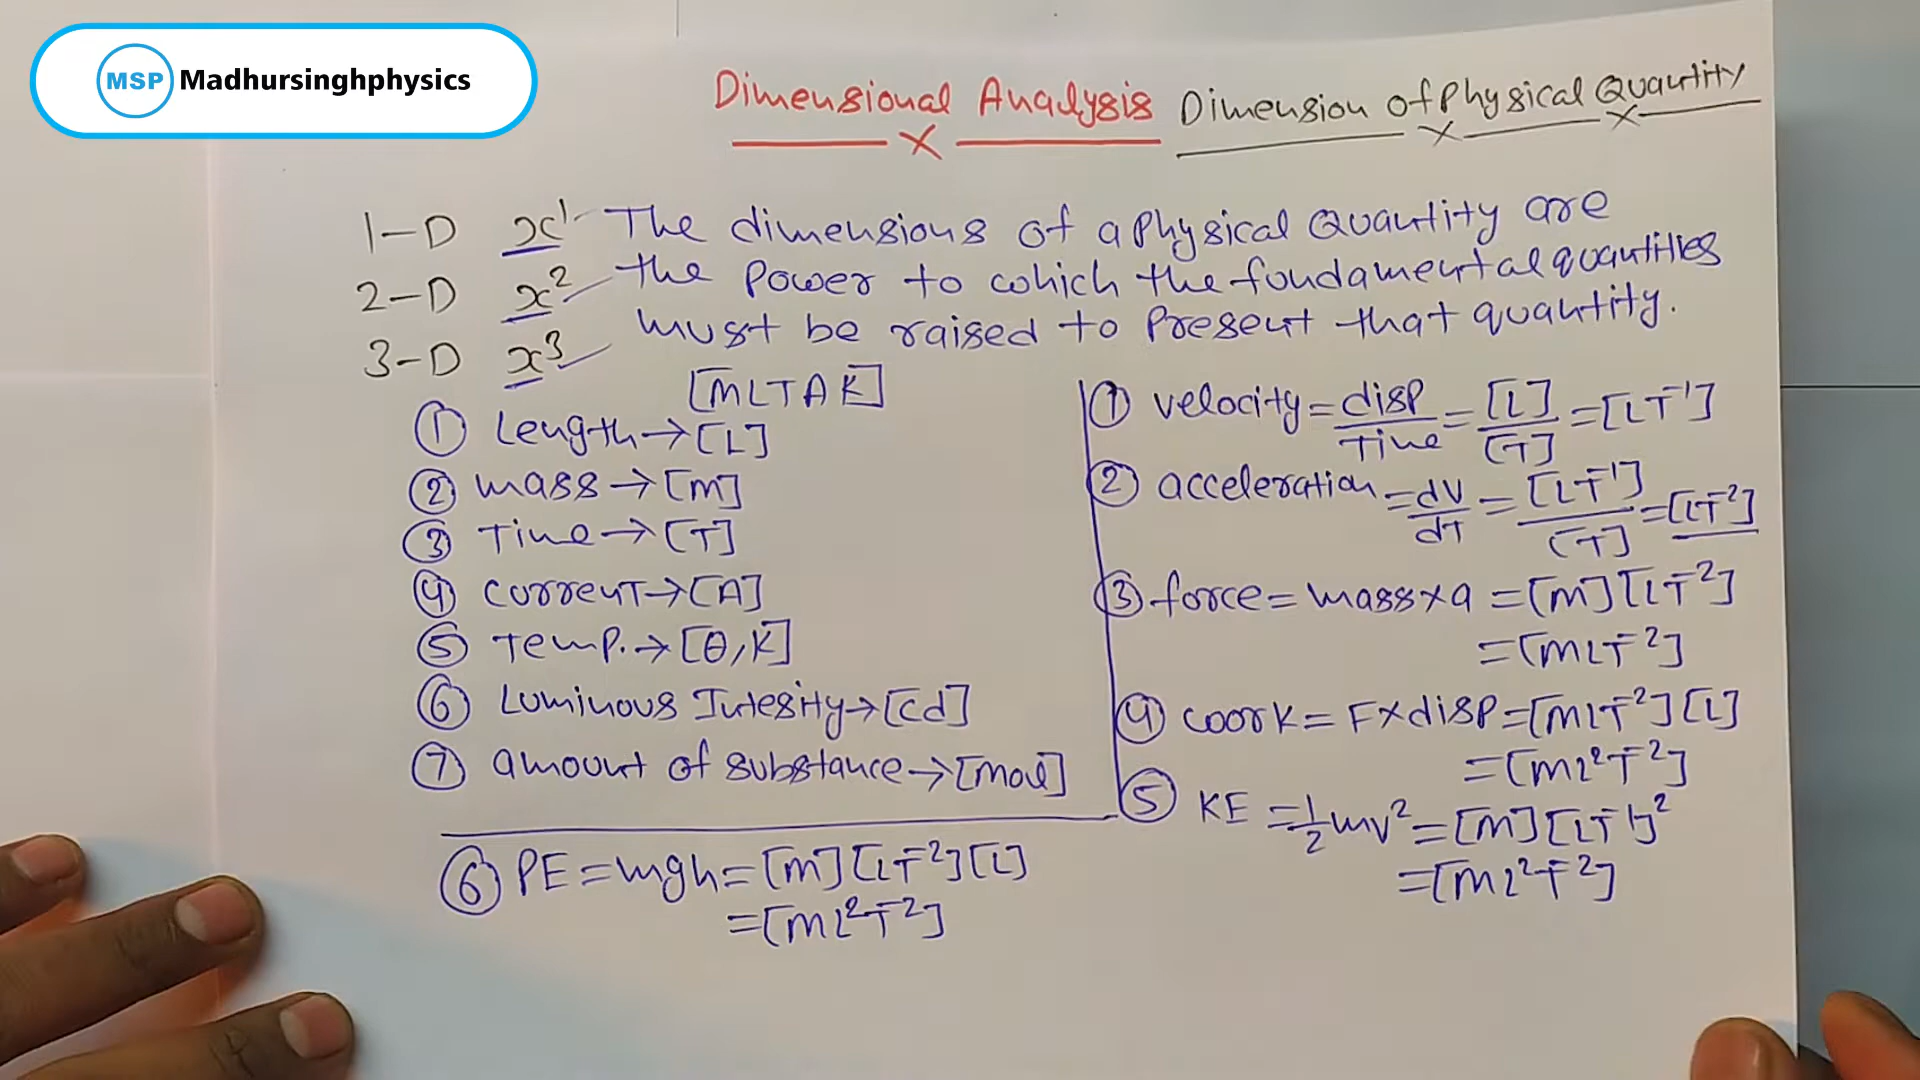 MSP Madhursinghphysics
Dimensional Analysis Dimension of Physical Quantity
1-D x¹ The dimensions of a Physical Quantity are
2-D x² the Power to which the fundamental quantities
3-D x³ must be raised to Present that quantity.
[MLTAK]
① Length→[L]
② mass→[M]
③ Time→[T]
④ Current→[A]
⑤ Temp.→[θ,K]
⑥ Luminous Intesity→[Cd]
⑦ amount of substance→[mol]
① velocity = disp/Time = [L]/[T] = [LT⁻¹]
② acceleration = dV/dT = [LT⁻¹]/[T] = [LT⁻²]
③ force = mass×a = [M][LT⁻²]
= [MLT⁻²]
④ work = F×disp = [MLT⁻²][L]
= [ML²T⁻²]
⑤ KE = 1/2 mv² = [M][LT⁻¹]²
= [ML²T⁻²]
⑥ PE = mgh = [M][LT⁻²][L]
= [ML²T⁻²]